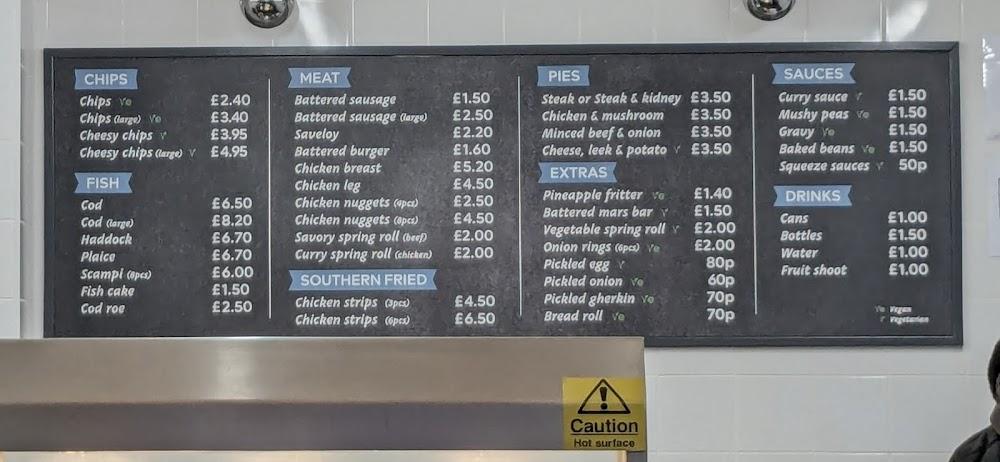 CHIPS
Chips Ve £2.40
Chips (large) Ve £3.40
Cheesy chips V £3.95
Cheesy chips (large) V £4.95
FISH
Cod £6.50
Cod (large) £8.20
Haddock £6.70
Plaice £6.70
Scampi (8pcs) £6.00
Fish cake £1.50
Cod roe £2.50
MEAT
Battered sausage £1.50
Battered sausage (large) £2.50
Saveloy £2.20
Battered burger £1.60
Chicken breast £5.20
Chicken leg £4.50
Chicken nuggets £2.50
Chicken nuggets (8pcs) £4.50
Savory spring roll (beef) £2.00
Curry spring roll (chicken) £2.00
SOUTHERN FRIED
Chicken strips (3pcs) £4.50
Chicken strips (6pcs) £6.50
PIES
Steak or Steak & kidney £3.50
Chicken & mushroom £3.50
Minced beef & onion £3.50
Cheese, leek & potato V £3.50
EXTRAS
Pineapple fritter Ve £1.40
Battered mars bar V £1.50
Vegetable spring roll V £2.00
Onion rings (6pcs) Ve £2.00
Pickled egg V 80p
Pickled onion Ve 60p
Pickled gherkin Ve 70p
Bread roll Ve 70p
SAUCES
Curry sauce V £1.50
Mushy peas Ve £1.50
Gravy Ve £1.50
Baked beans Ve £1.50
Squeeze sauces V 50p
DRINKS
Cans £1.00
Bottles £1.50
Water £1.00
Fruit shoot £1.00
Ve Vegan
V Vegetarian
Caution
Hot surface